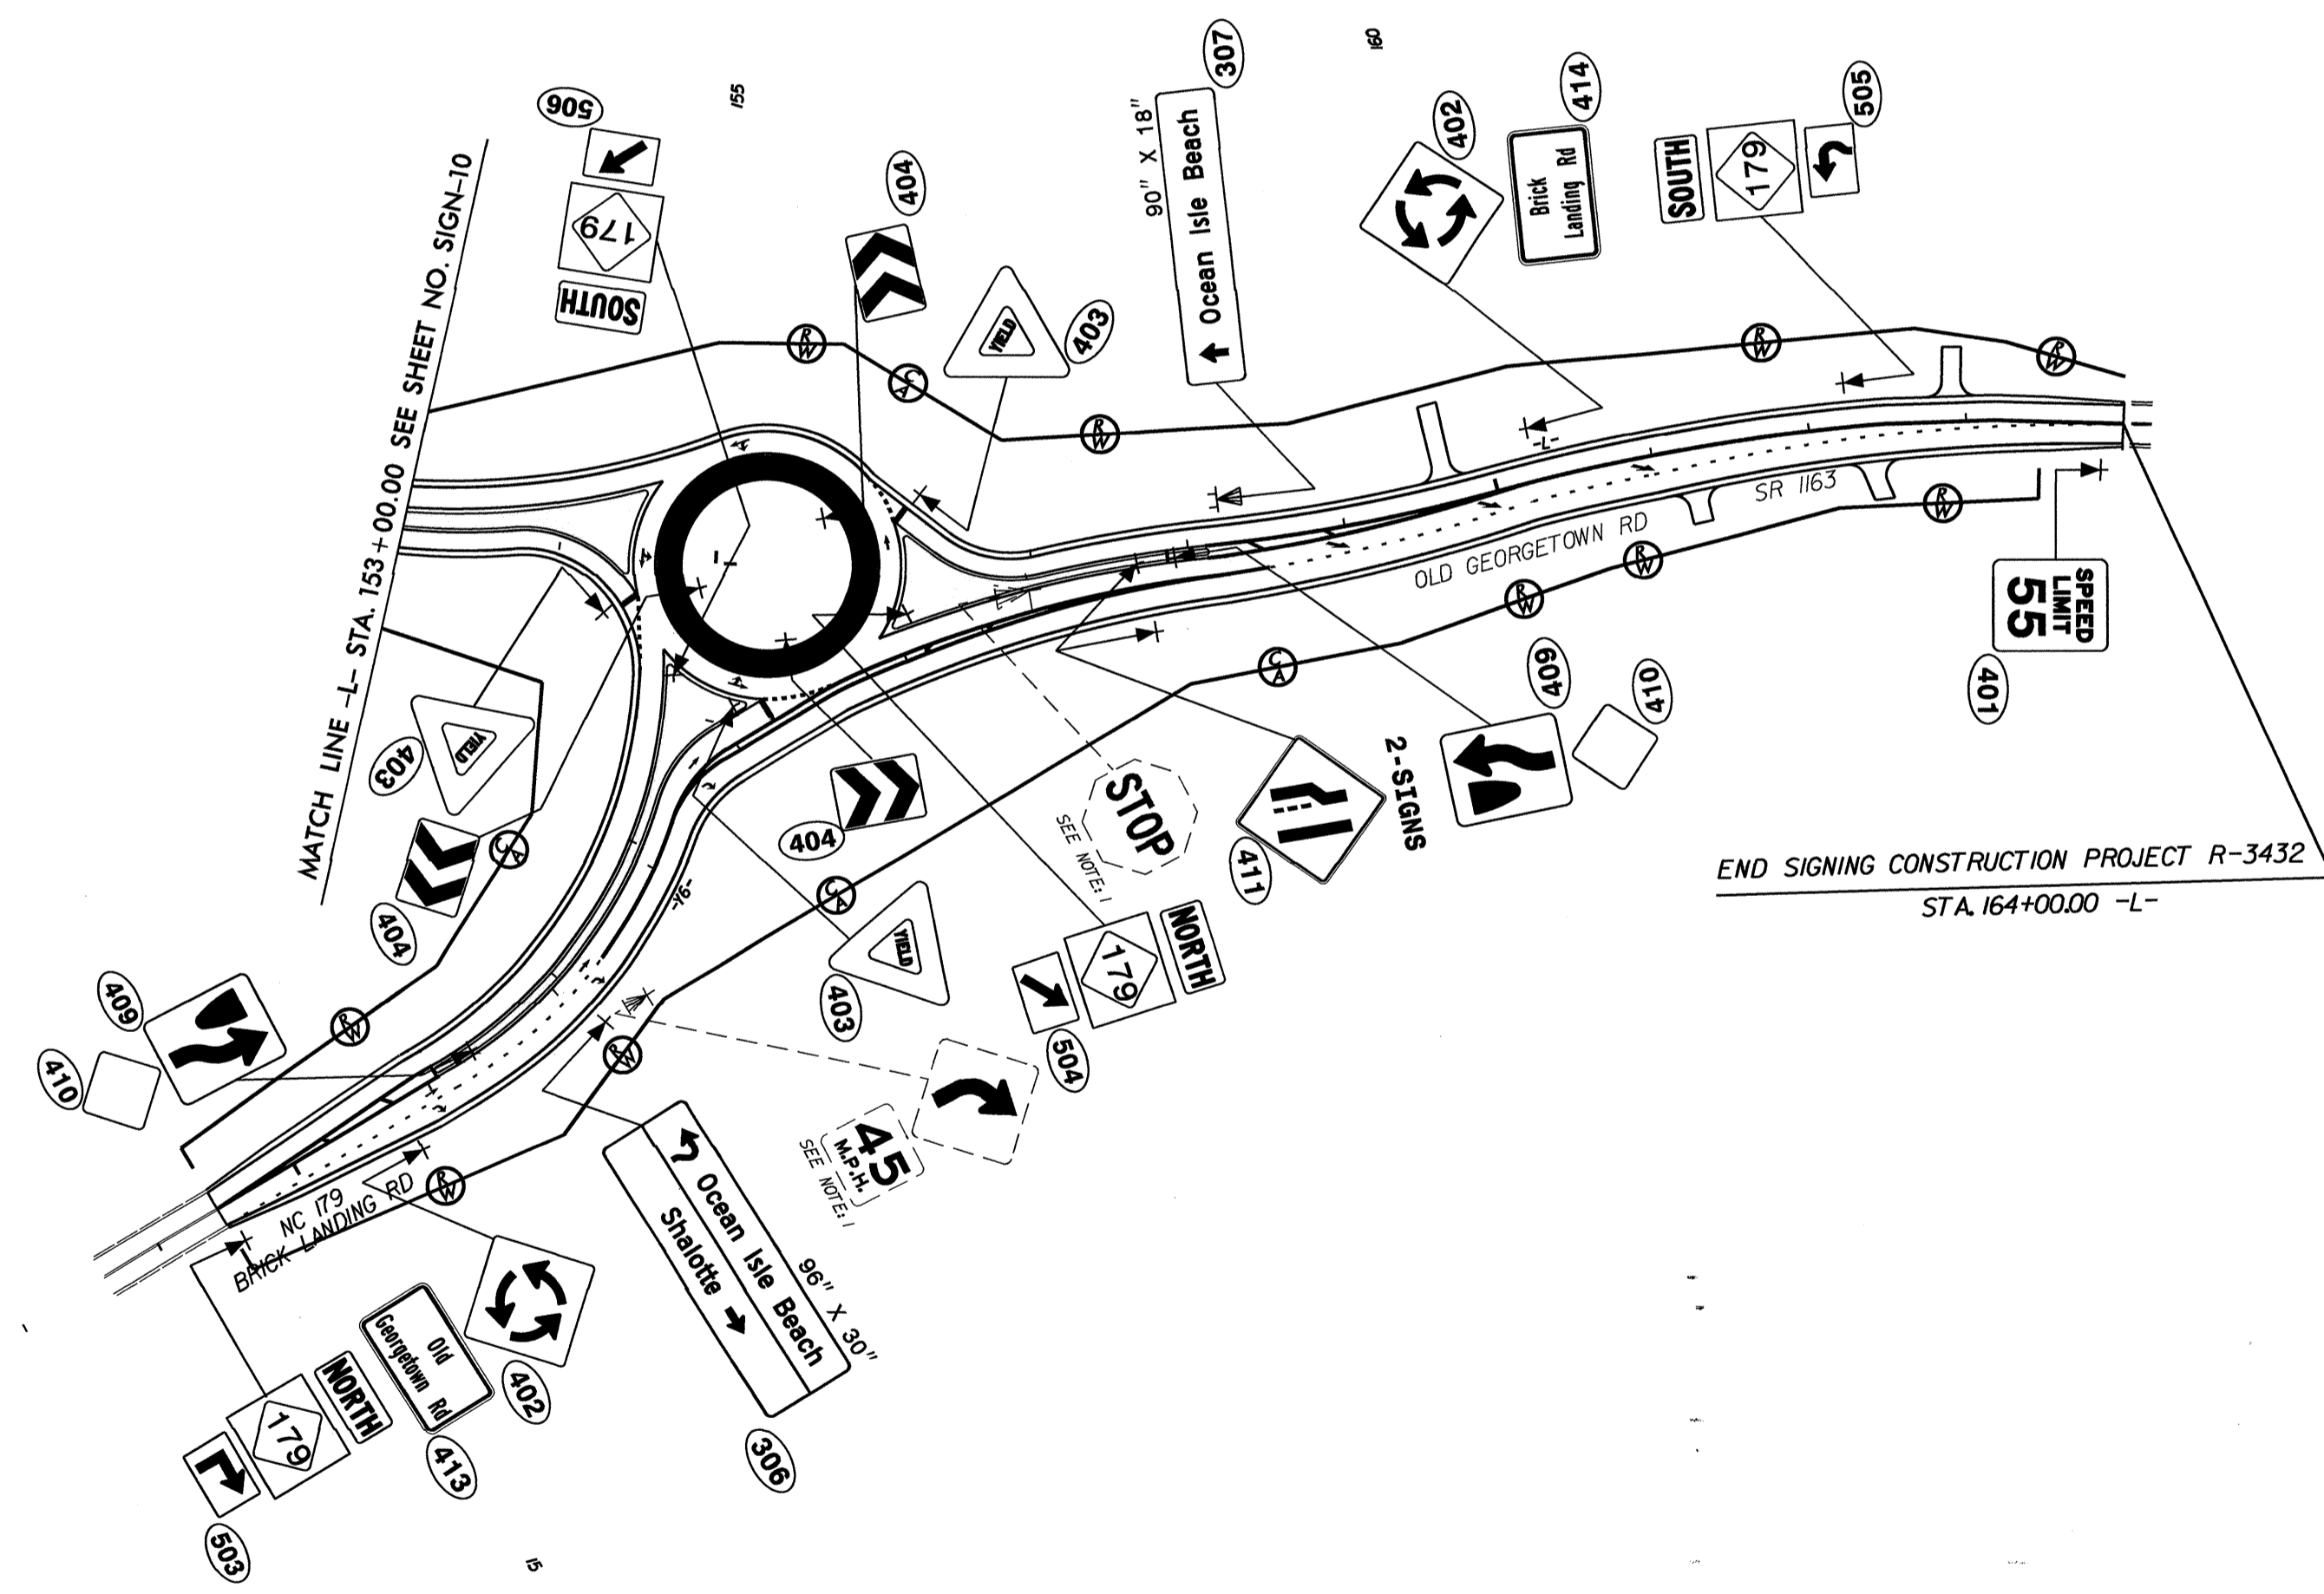 506
155
307
160
402
414
505
MATCH LINE -L- STA. 153+00.00 SEE SHEET NO. SIGN-10
179
SOUTH
404
YIELD
403
90" X 18"
Ocean Isle Beach
Brick
Landing Rd
SOUTH
179
R/W
C/A
R/W
R/W
R/W
-L-
SR 1163
OLD GEORGETOWN RD
R/W
R/W
R/W
C/A
SPEED
LIMIT
55
401
YIELD
403
404
C/A
404
STOP
SEE NOTE: 1
411
2-SIGNS
409
410
END SIGNING CONSTRUCTION PROJECT R-3432
STA. 164+00.00 -L-
-Y6-
C/A
YIELD
403
NORTH
179
504
409
410
R/W
R/W
45
M.P.H.
SEE NOTE: 1
NC 179
BRICK LANDING RD
R/W
Ocean Isle Beach
Shalotte
96" X 30"
306
402
Old
Georgetown Rd
413
NORTH
179
503
15